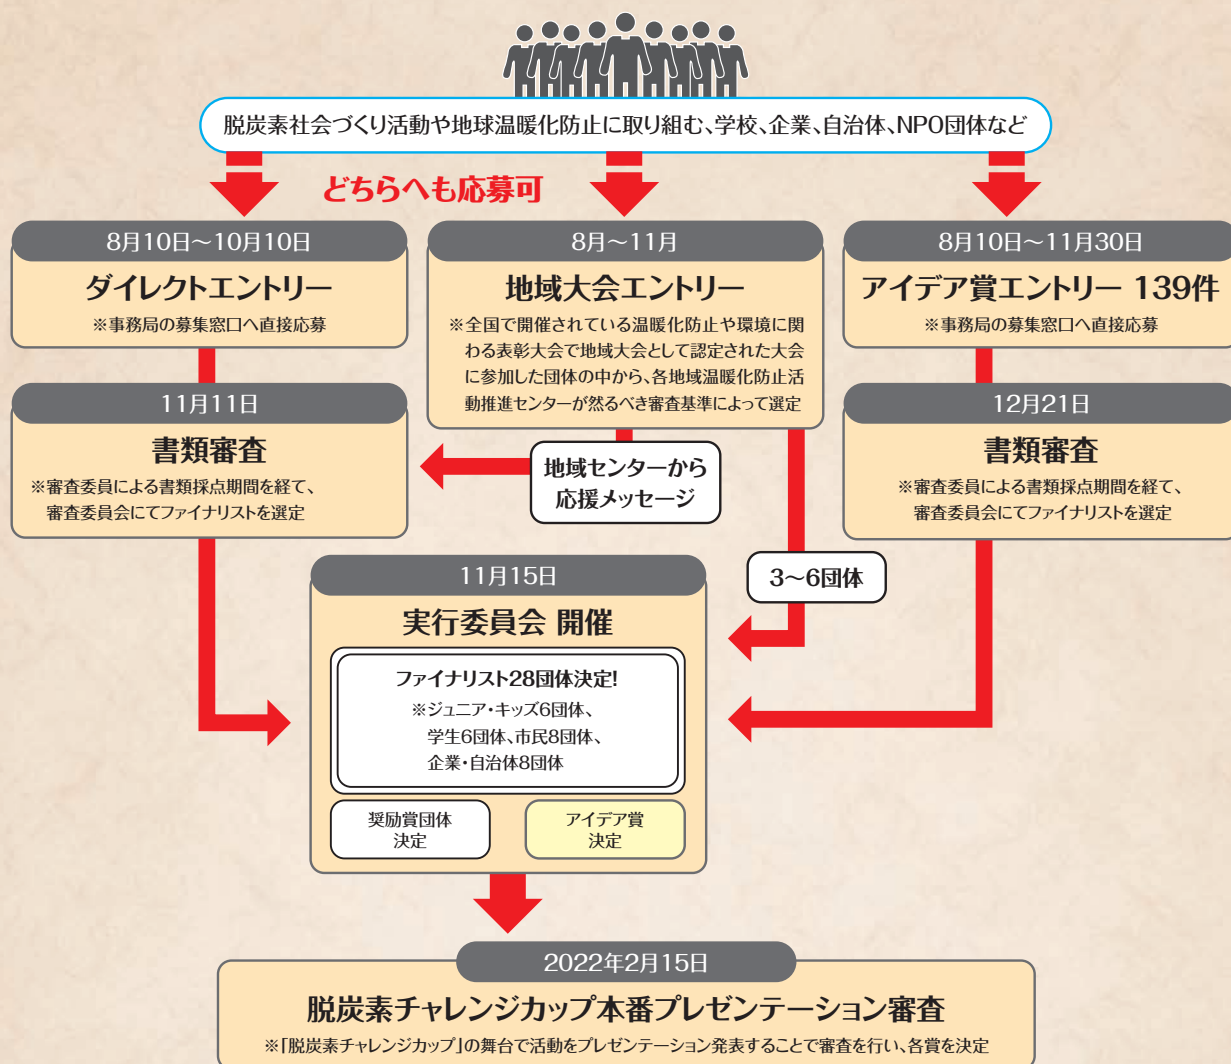 脱炭素社会づくり活動や地球温暖化防止に取り組む、学校、企業、自治体、NPO団体など
どちらへも応募可
8月10日〜10月10日
ダイレクトエントリー
※事務局の募集窓口へ直接応募
8月〜11月
地域大会エントリー
※全国で開催されている温暖化防止や環境に関
わる表彰大会で地域大会として認定された大会
に参加した団体の中から、各地域温暖化防止活
動推進センターが然るべき審査基準によって選定
8月10日〜11月30日
アイデア賞エントリー 139件
※事務局の募集窓口へ直接応募
11月11日
書類審査
※審査委員による書類採点期間を経て、
審査委員会にてファイナリストを選定
地域センターから
応援メッセージ
12月21日
書類審査
※審査委員による書類採点期間を経て、
審査委員会にてファイナリストを選定
3〜6団体
11月15日
実行委員会 開催
ファイナリスト28団体決定!
※ジュニア・キッズ6団体、
学生6団体、市民8団体、
企業・自治体8団体
奨励賞団体
決定
アイデア賞
決定
2022年2月15日
脱炭素チャレンジカップ本番プレゼンテーション審査
※「脱炭素チャレンジカップ」の舞台で活動をプレゼンテーション発表することで審査を行い、各賞を決定